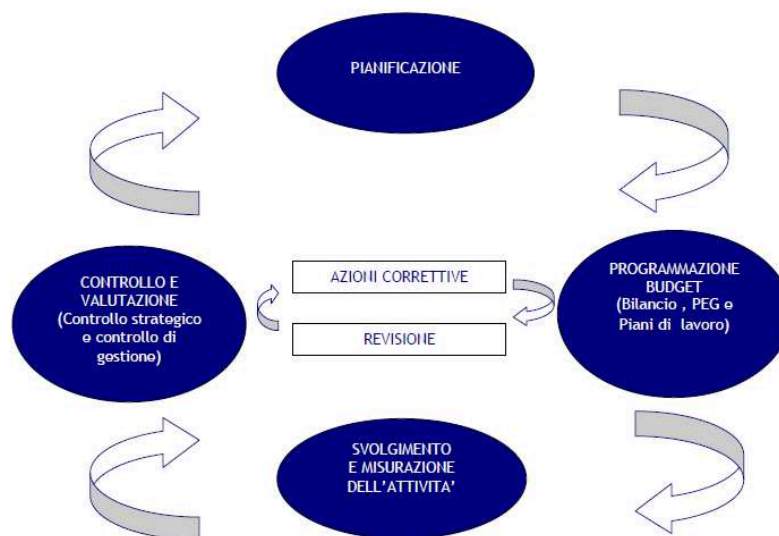 PIANIFICAZIONE
CONTROLLO E
VALUTAZIONE
(Controllo strategico
e controllo di
gestione)
AZIONI CORRETTIVE
REVISIONE
PROGRAMMAZIONE
BUDGET
(Bilancio , PEG e
Piani di lavoro)
SVOLGIMENTO
E MISURAZIONE
DELL'ATTIVITA'